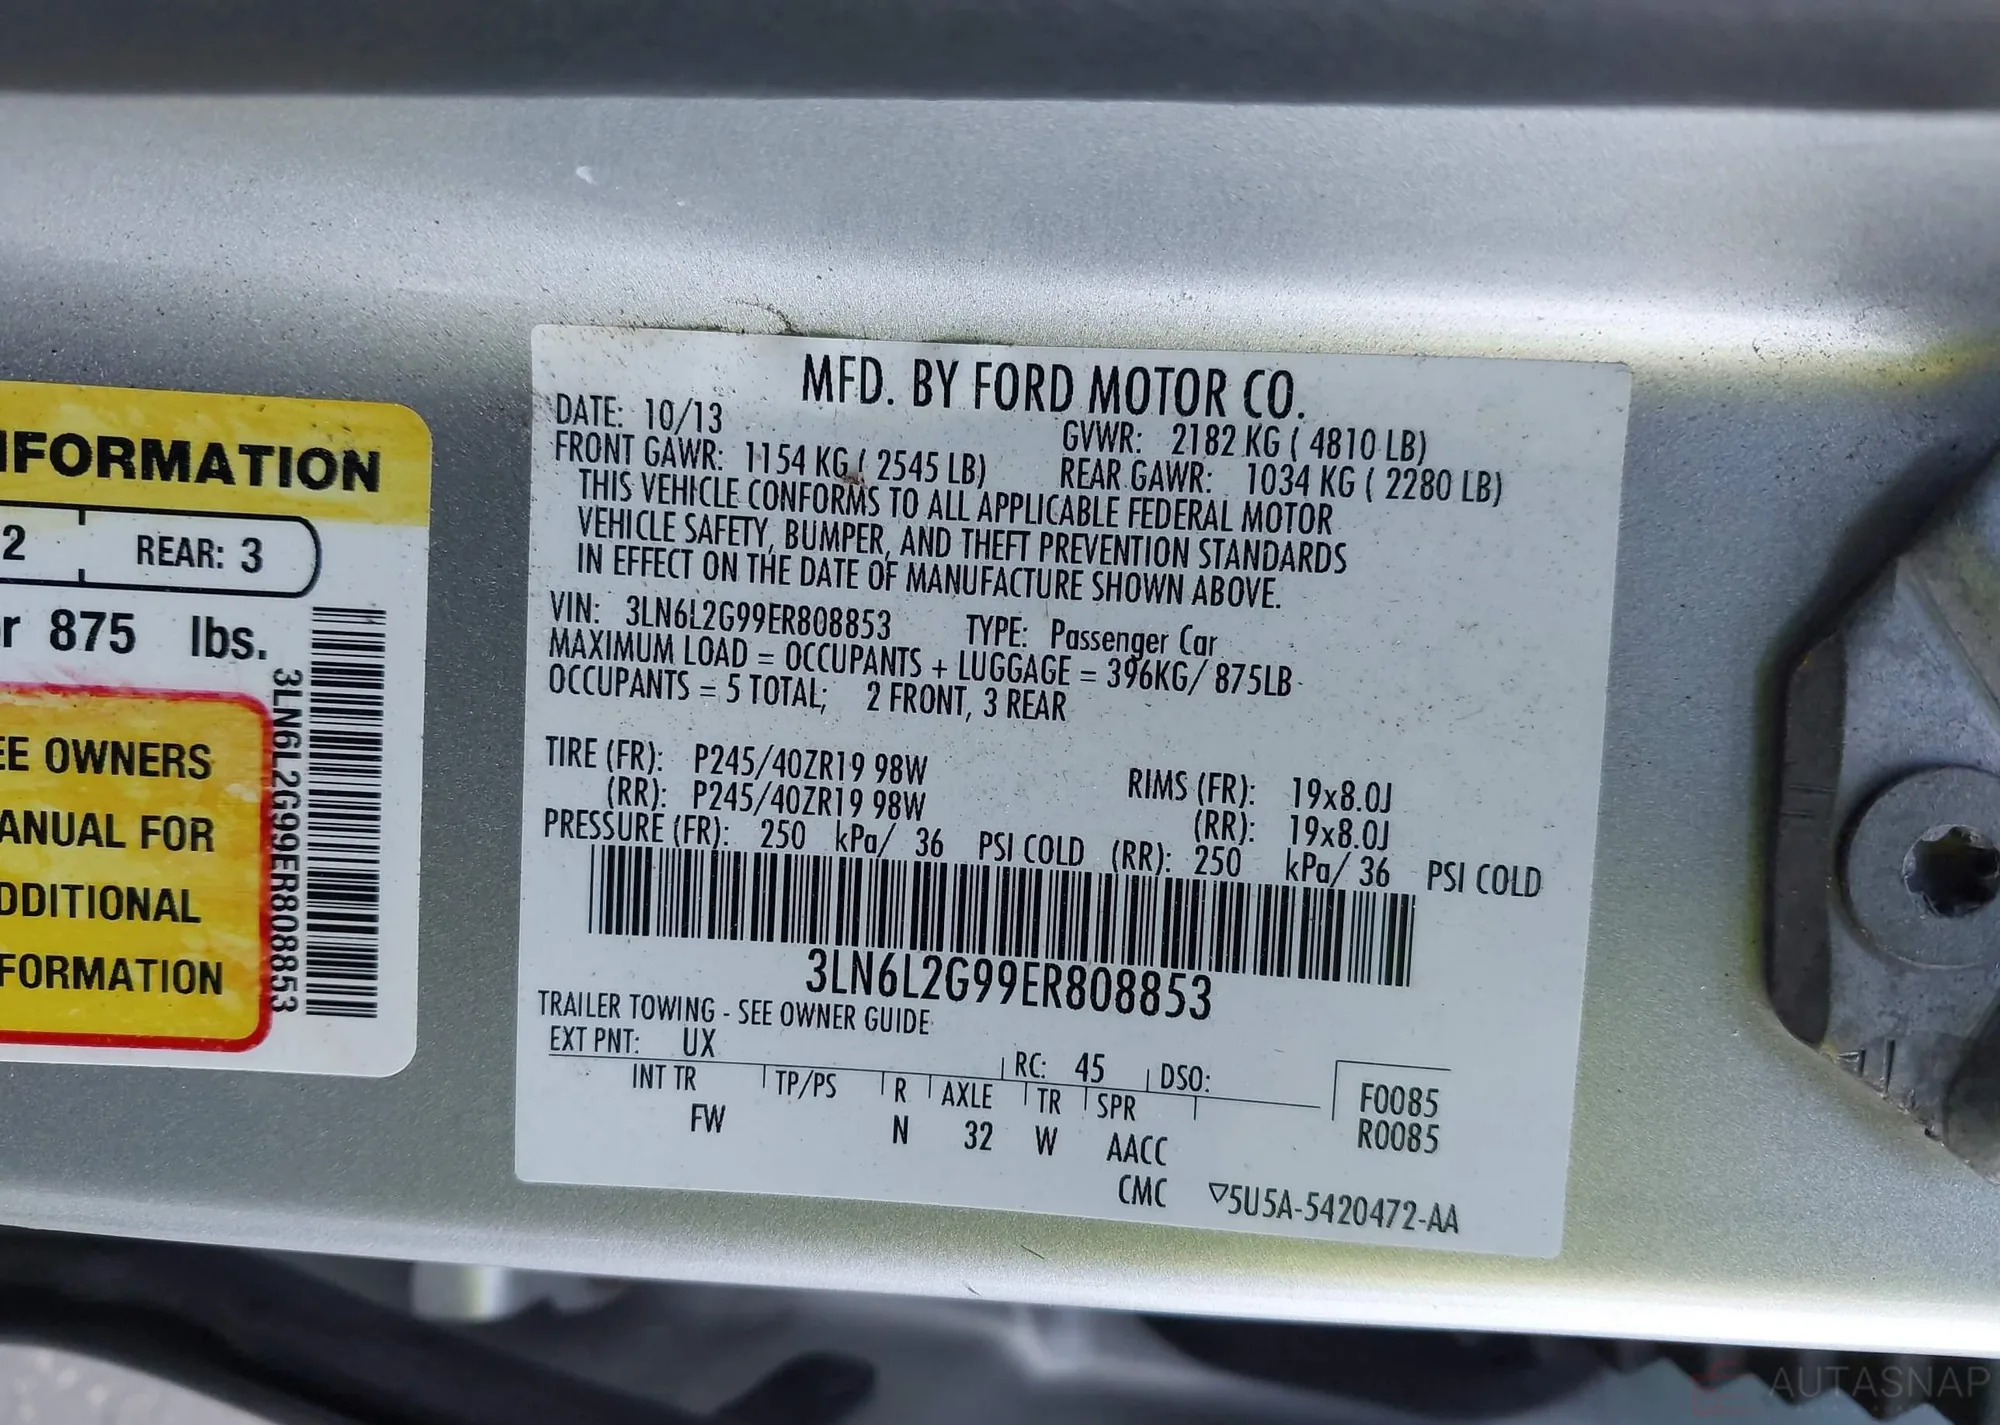 NFORMATION
2 REAR: 3
r 875 lbs.
EE OWNERS
ANUAL FOR
DDITIONAL
FORMATION
3LN6L2G99ER808853
MFD. BY FORD MOTOR CO.
DATE: 10/13 GVWR: 2182 KG ( 4810 LB)
FRONT GAWR: 1154 KG ( 2545 LB) REAR GAWR: 1034 KG ( 2280 LB)
THIS VEHICLE CONFORMS TO ALL APPLICABLE FEDERAL MOTOR
VEHICLE SAFETY, BUMPER, AND THEFT PREVENTION STANDARDS
IN EFFECT ON THE DATE OF MANUFACTURE SHOWN ABOVE.
VIN: 3LN6L2G99ER808853 TYPE: Passenger Car
MAXIMUM LOAD = OCCUPANTS + LUGGAGE = 396KG/ 875LB
OCCUPANTS = 5 TOTAL; 2 FRONT, 3 REAR
TIRE (FR): P245/40ZR19 98W RIMS (FR): 19x8.0J
(RR): P245/40ZR19 98W (RR): 19x8.0J
PRESSURE (FR): 250 kPa/ 36 PSI COLD (RR): 250 kPa/ 36 PSI COLD
3LN6L2G99ER808853
TRAILER TOWING - SEE OWNER GUIDE
EXT PNT: UX RC: 45 DSO:
INT TR TP/PS R AXLE TR SPR F0085
FW N 32 W AACC R0085
CMC ▽5U5A-5420472-AA
AUTASNAP